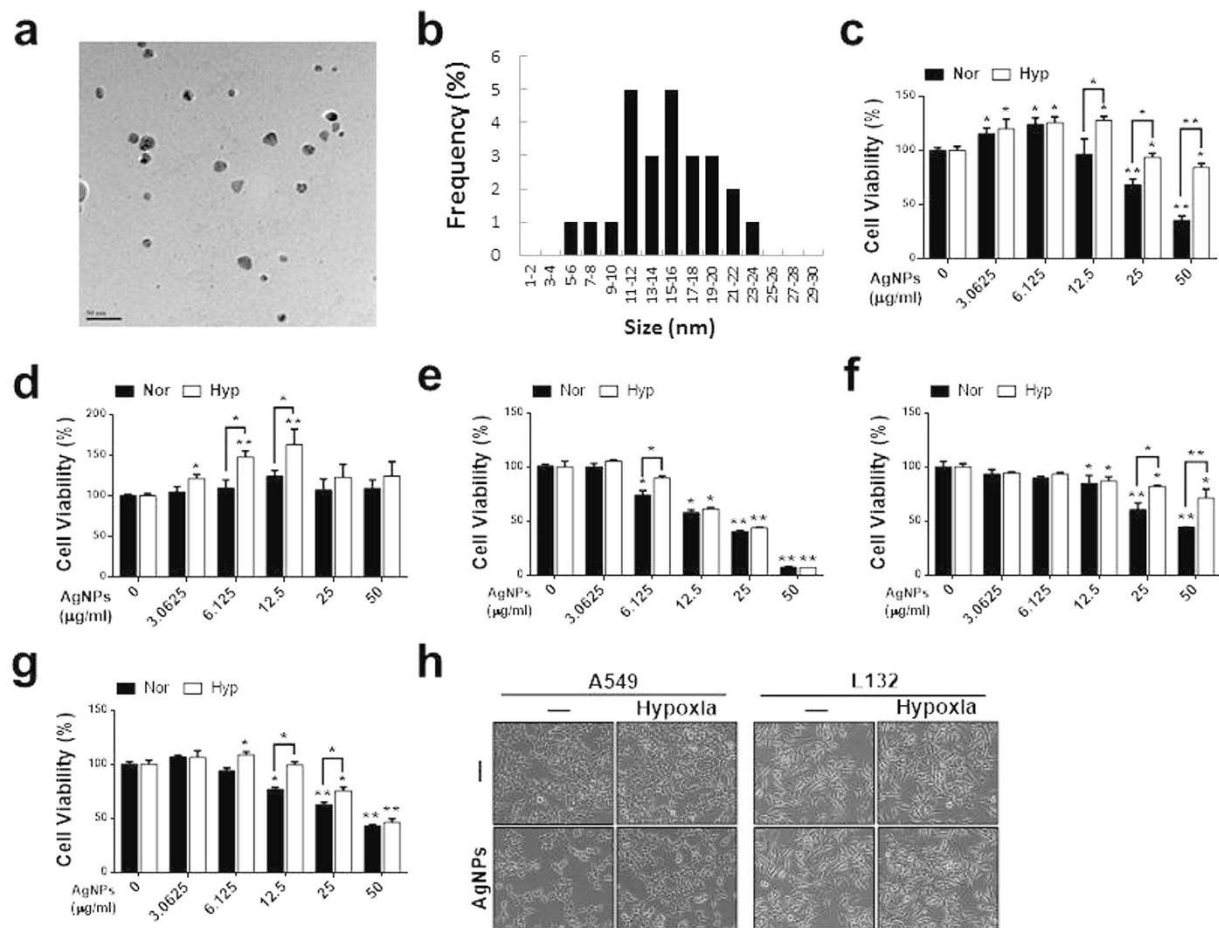 a
50 nm
b
Frequency (%)
6
5
4
3
2
1
0
1-2
3-4
5-6
7-8
9-10
11-12
13-14
15-16
17-18
19-20
21-22
23-24
25-26
27-28
29-30
Size (nm)
c
Nor Hyp
Cell Viability (%)
150
100
50
0
* * * * * * * * ** * ** ** *
AgNPs
(μg/ml)
0 3.0625 6.125 12.5 25 50
d
Nor Hyp
Cell Viability (%)
200
150
100
50
0
* * ** * **
AgNPs
(μg/ml)
0 3.0625 6.125 12.5 25 50
e
Nor Hyp
Cell Viability (%)
150
100
50
0
* * * * ** ** ** **
AgNPs
(μg/ml)
0 3.0625 6.125 12.5 25 50
f
Nor Hyp
Cell Viability (%)
150
100
50
0
* * ** * * ** ** *
AgNPs
(μg/ml)
0 3.0625 6.125 12.5 25 50
g
Nor Hyp
Cell Viability (%)
150
100
50
0
* * * ** * * ** **
AgNPs
(μg/ml)
0 3.0625 6.125 12.5 25 50
h
A549 L132
— Hypoxla — Hypoxla
—
AgNPs